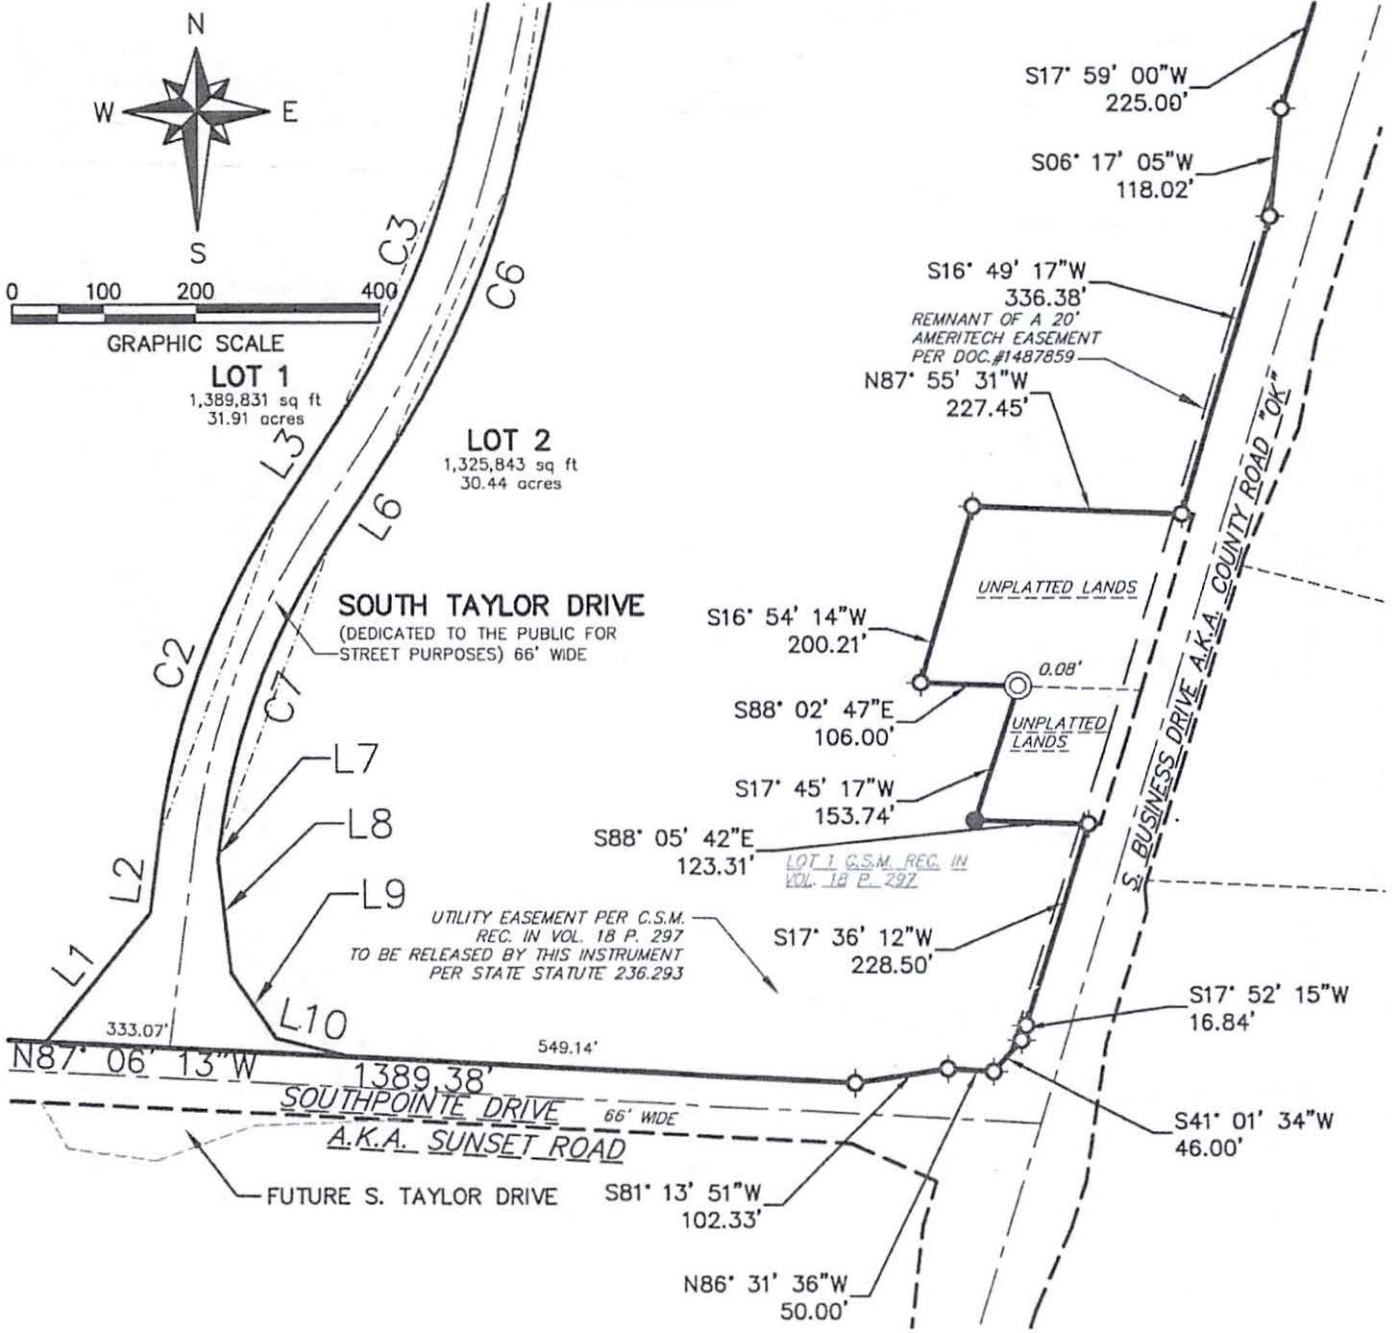 N
W E
S
0 100 200 400
GRAPHIC SCALE
LOT 1
1,389,831 sq ft
31.91 acres
C3
C6
L3
LOT 2
1,325,843 sq ft
30.44 acres
L6
SOUTH TAYLOR DRIVE
(DEDICATED TO THE PUBLIC FOR
STREET PURPOSES) 66' WIDE
C2
C7
L7
L8
L9
L2
L1
L10
UTILITY EASEMENT PER C.S.M.
REC. IN VOL. 18 P. 297
TO BE RELEASED BY THIS INSTRUMENT
PER STATE STATUTE 236.293
S17° 59' 00"W
225.00'
S06° 17' 05"W
118.02'
S16° 49' 17"W
336.38'
REMNANT OF A 20'
AMERITECH EASEMENT
PER DOC.#1487859
N87° 55' 31"W
227.45'
UNPLATTED LANDS
S16° 54' 14"W
200.21'
0.08'
S88° 02' 47"E
106.00'
UNPLATTED
LANDS
S17° 45' 17"W
153.74'
S88° 05' 42"E
123.31'
LOT 1 C.S.M. REC. IN
VOL. 18 P. 297
S17° 36' 12"W
228.50'
S. BUSINESS DRIVE A.K.A. COUNTY ROAD "OK"
S17° 52' 15"W
16.84'
S41° 01' 34"W
46.00'
333.07'
549.14'
N87° 06' 13"W 1389.38'
SOUTHPOINTE DRIVE 66' WIDE
A.K.A. SUNSET ROAD
FUTURE S. TAYLOR DRIVE
S81° 13' 51"W
102.33'
N86° 31' 36"W
50.00'